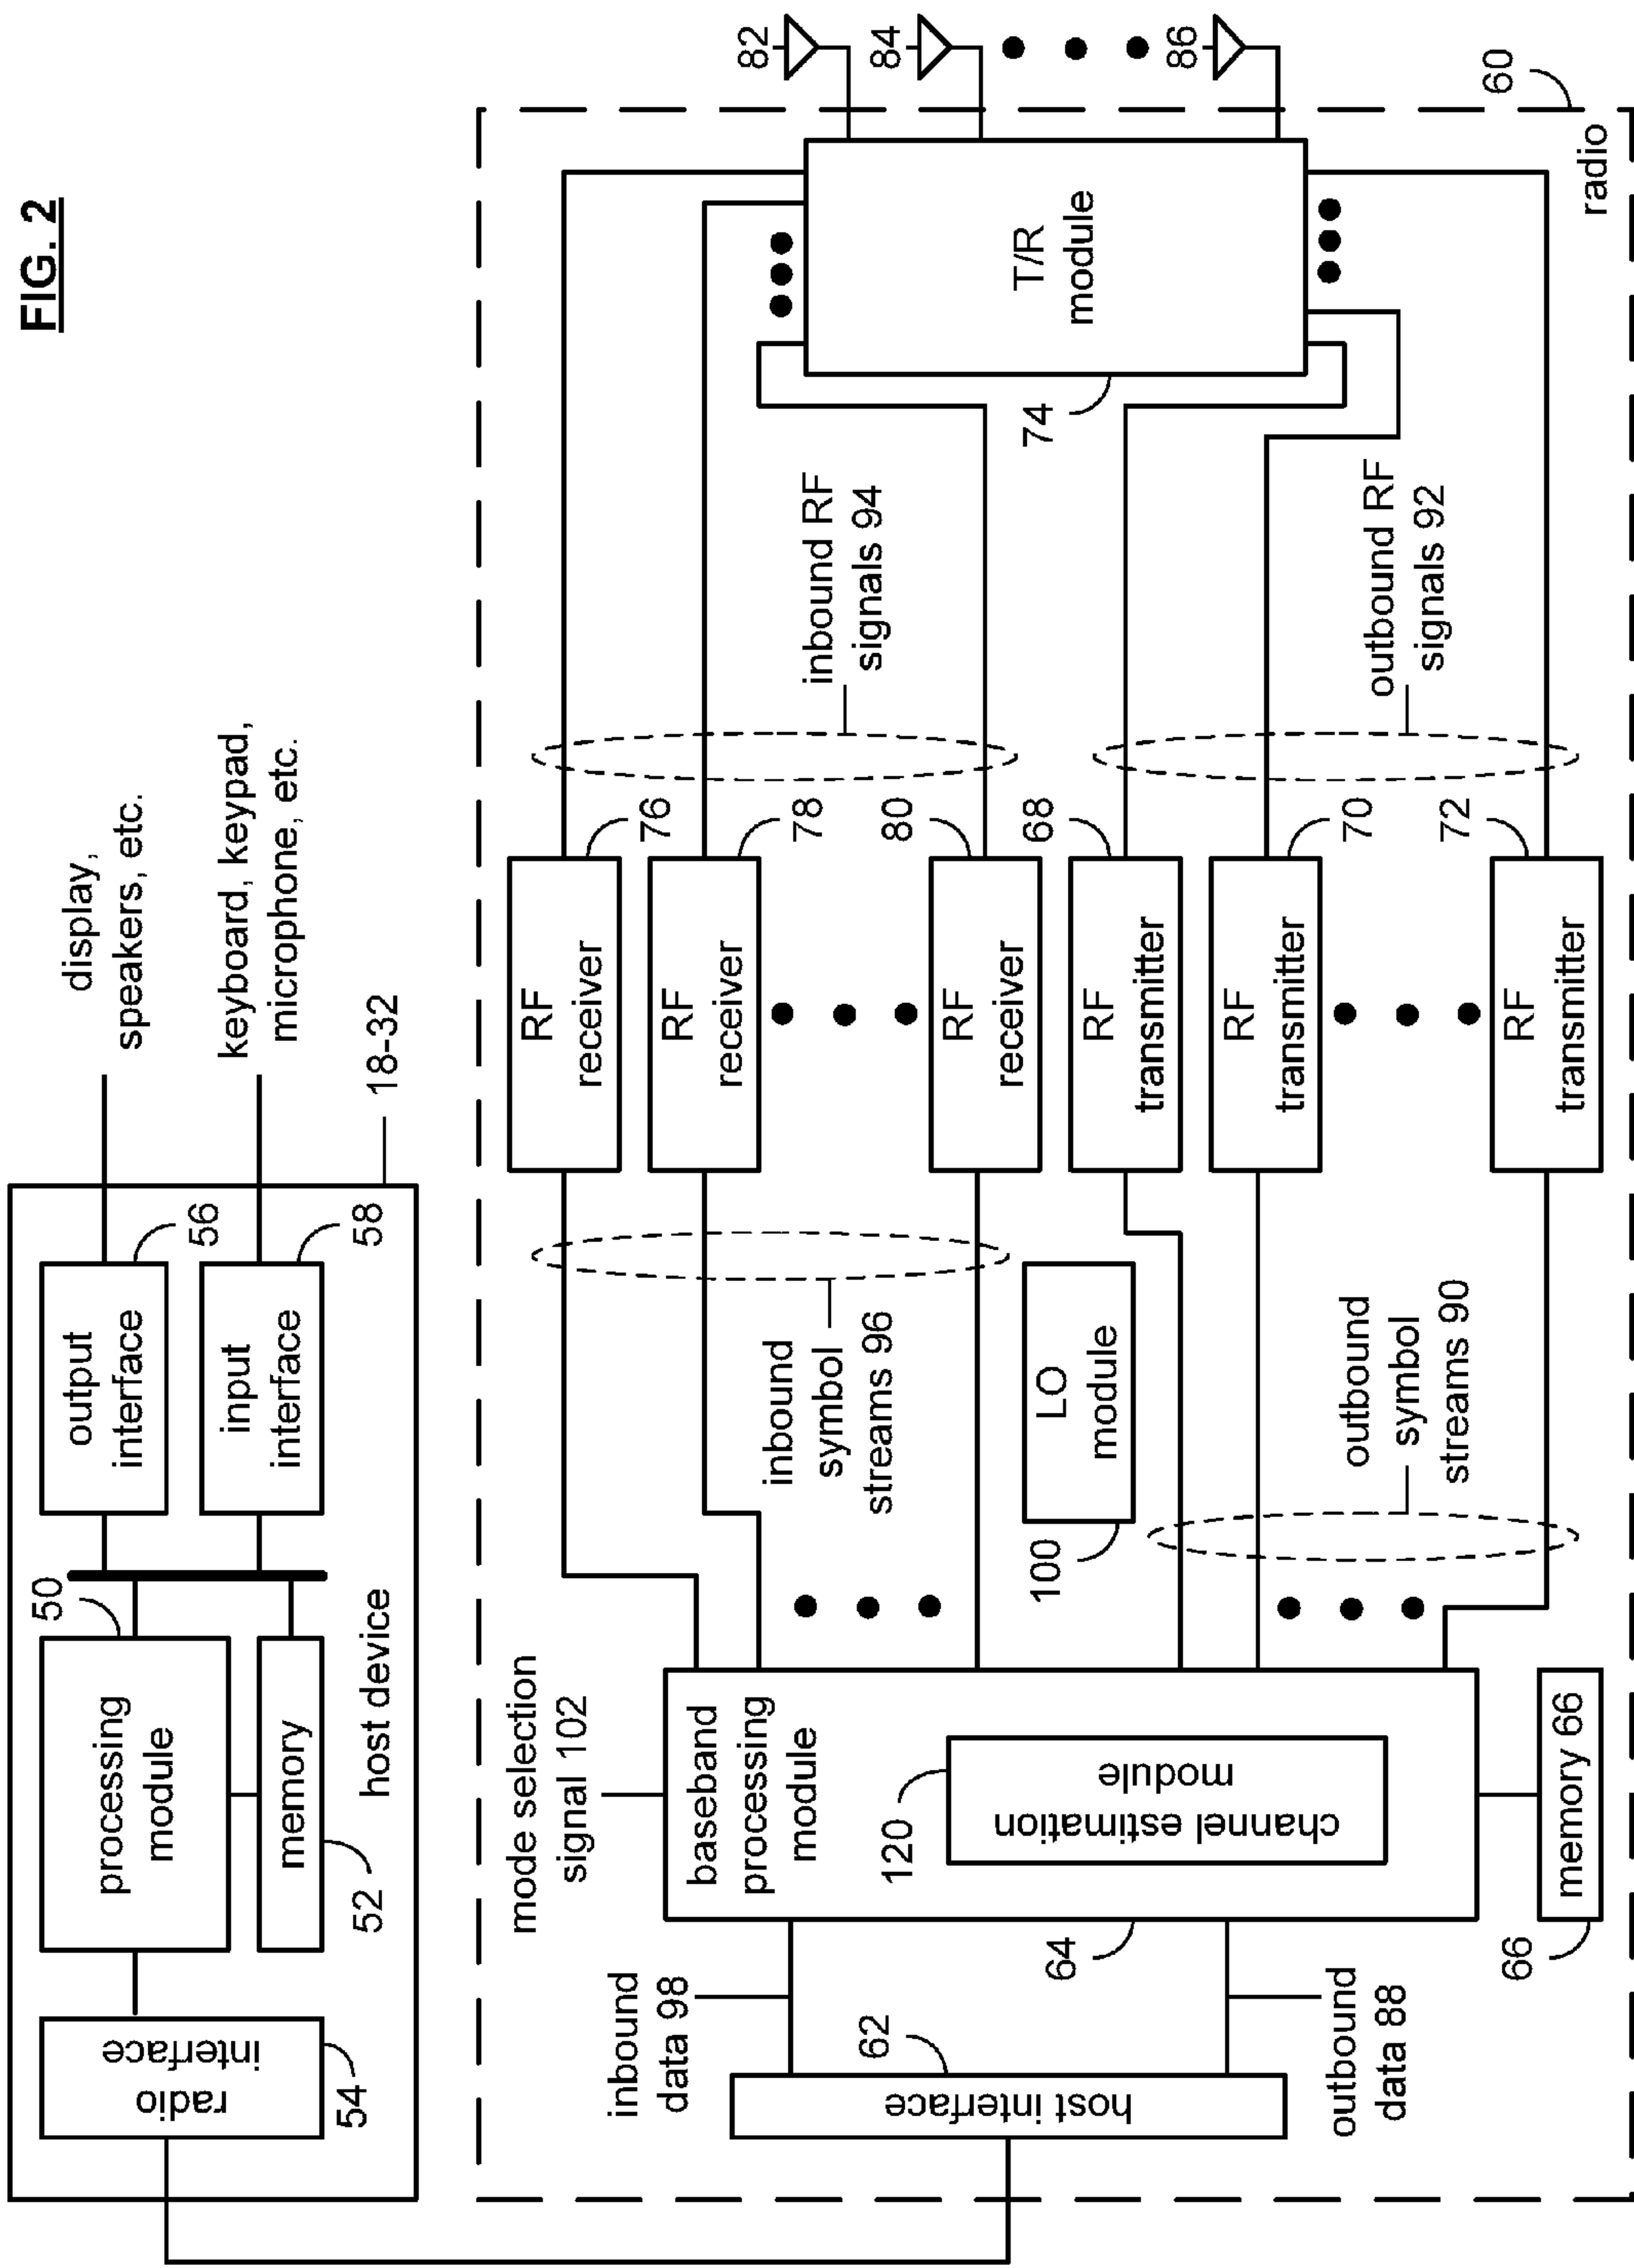 FIG. 2
display,
speakers, etc.
keyboard, keypad,
microphone, etc.
18-32
output
interface
56
input
interface
58
50
processing
module
memory
52
host device
radio
interface
54
82
84
86
60
radio
T/R
module
74
inbound RF
signals 94
outbound RF
signals 92
RF
receiver
76
RF
receiver
78
RF
receiver
80
RF
transmitter
68
RF
transmitter
70
RF
transmitter
72
inbound
symbol
streams 96
LO
module
100
outbound
symbol
streams 90
mode selection
signal 102
baseband
processing
module
channel estimation
module
120
64
memory 66
66
inbound
data 98
62
host interface
outbound
data 88